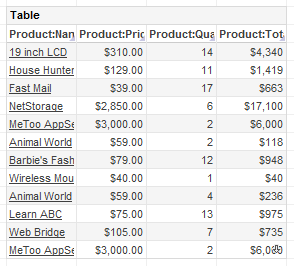 Table
Product:Nan Product:Pric Product:Qua Product:Tot
19 inch LCD $310.00 14 $4,340
House Hunter $129.00 11 $1,419
Fast Mail $39.00 17 $663
NetStorage $2,850.00 6 $17,100
MeToo AppSe $3,000.00 2 $6,000
Animal World $59.00 2 $118
Barbie's Fash $79.00 12 $948
Wireless Mou $40.00 1 $40
Animal World $59.00 4 $236
Learn ABC $75.00 13 $975
Web Bridge $105.00 7 $735
MeToo AppSe $3,000.00 2 $6,000